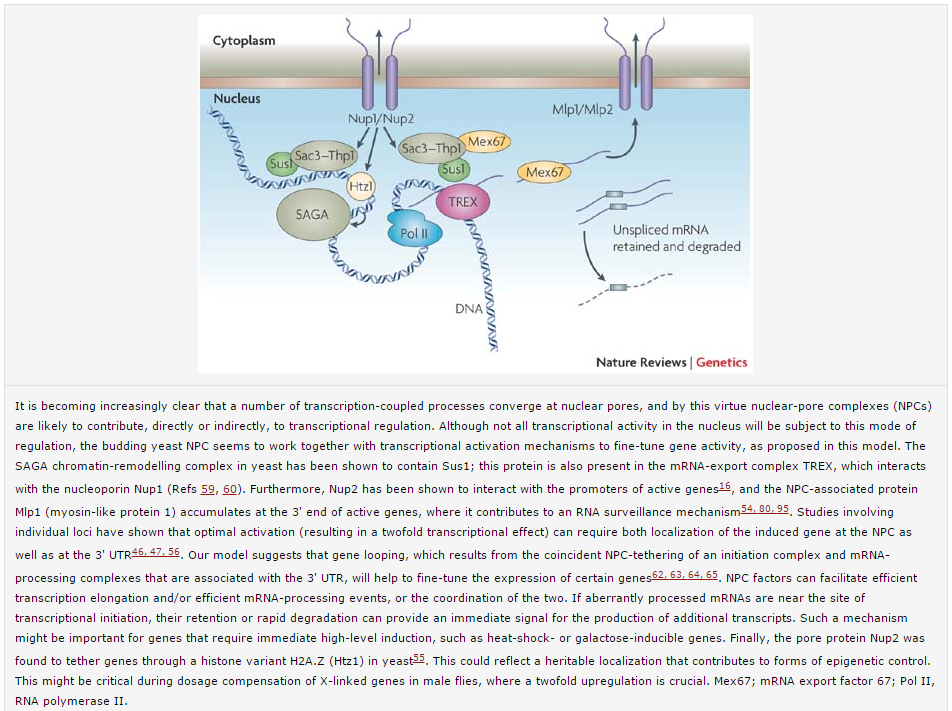 Cytoplasm
Nucleus
Nup1/Nup2
Mlp1/Mlp2
Sus1
Sac3–Thp1
Sac3–Thp1
Mex67
Sus1
Mex67
Htz1
SAGA
TREX
Pol II
Unspliced mRNA
retained and degraded
DNA
Nature Reviews | Genetics
It is becoming increasingly clear that a number of transcription-coupled processes converge at nuclear pores, and by this virtue nuclear-pore complexes (NPCs)
are likely to contribute, directly or indirectly, to transcriptional regulation. Although not all transcriptional activity in the nucleus will be subject to this mode of
regulation, the budding yeast NPC seems to work together with transcriptional activation mechanisms to fine-tune gene activity, as proposed in this model. The
SAGA chromatin-remodelling complex in yeast has been shown to contain Sus1; this protein is also present in the mRNA-export complex TREX, which interacts
with the nucleoporin Nup1 (Refs 59, 60). Furthermore, Nup2 has been shown to interact with the promoters of active genes16, and the NPC-associated protein
Mlp1 (myosin-like protein 1) accumulates at the 3' end of active genes, where it contributes to an RNA surveillance mechanism54, 80, 95. Studies involving
individual loci have shown that optimal activation (resulting in a twofold transcriptional effect) can require both localization of the induced gene at the NPC as
well as at the 3' UTR46, 47, 56. Our model suggests that gene looping, which results from the coincident NPC-tethering of an initiation complex and mRNA-
processing complexes that are associated with the 3' UTR, will help to fine-tune the expression of certain genes62, 63, 64, 65. NPC factors can facilitate efficient
transcription elongation and/or efficient mRNA-processing events, or the coordination of the two. If aberrantly processed mRNAs are near the site of
transcriptional initiation, their retention or rapid degradation can provide an immediate signal for the production of additional transcripts. Such a mechanism
might be important for genes that require immediate high-level induction, such as heat-shock- or galactose-inducible genes. Finally, the pore protein Nup2 was
found to tether genes through a histone variant H2A.Z (Htz1) in yeast55. This could reflect a heritable localization that contributes to forms of epigenetic control.
This might be critical during dosage compensation of X-linked genes in male flies, where a twofold upregulation is crucial. Mex67; mRNA export factor 67; Pol II,
RNA polymerase II.